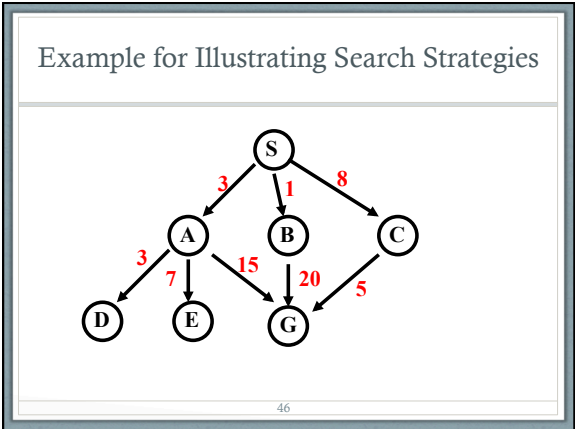 Example for Illustrating Search Strategies
S
3
1
8
A
B
C
3
7
15
20
5
D
E
G
46